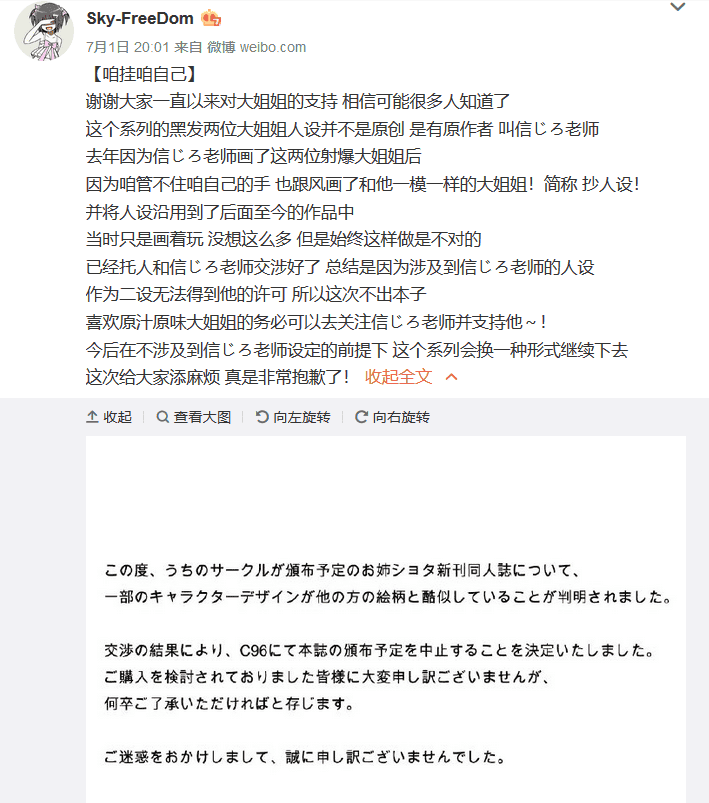 Sky-FreeDom
7月1日 20:01 来自 微博 weibo.com
【咱挂咱自己】
谢谢大家一直以来对大姐姐的支持 相信可能很多人知道了
这个系列的黑发两位大姐姐人设并不是原创 是有原作者 叫信じろ老师
去年因为信じろ老师画了这两位射爆大姐姐后
因为咱管不住咱自己的手 也跟风画了和他一模一样的大姐姐！简称 抄人设！
并将人设沿用到了后面至今的作品中
当时只是画着玩 没想这么多 但是始终这样做是不对的
已经托人和信じろ老师交涉好了 总结是因为涉及到信じろ老师的人设
作为二设无法得到他的许可 所以这次不出本子
喜欢原汁原味大姐姐的务必可以去关注信じろ老师并支持他～！
今后在不涉及到信じろ老师设定的前提下 这个系列会换一种形式继续下去
这次给大家添麻烦 真是非常抱歉了！ 收起全文
收起 查看大图 向左旋转 向右旋转
この度、うちのサークルが頒布予定のお姉ショタ新刊同人誌について、
一部のキャラクターデザインが他の方の絵柄と酷似していることが判明されました。
交渉の結果により、C96にて本誌の頒布予定を中止することを決定いたしました。
ご購入を検討されておりました皆様に大変申し訳ございませんが、
何卒ご了承いただければと存じます。
ご迷惑をおかけしまして、誠に申し訳ございませんでした。